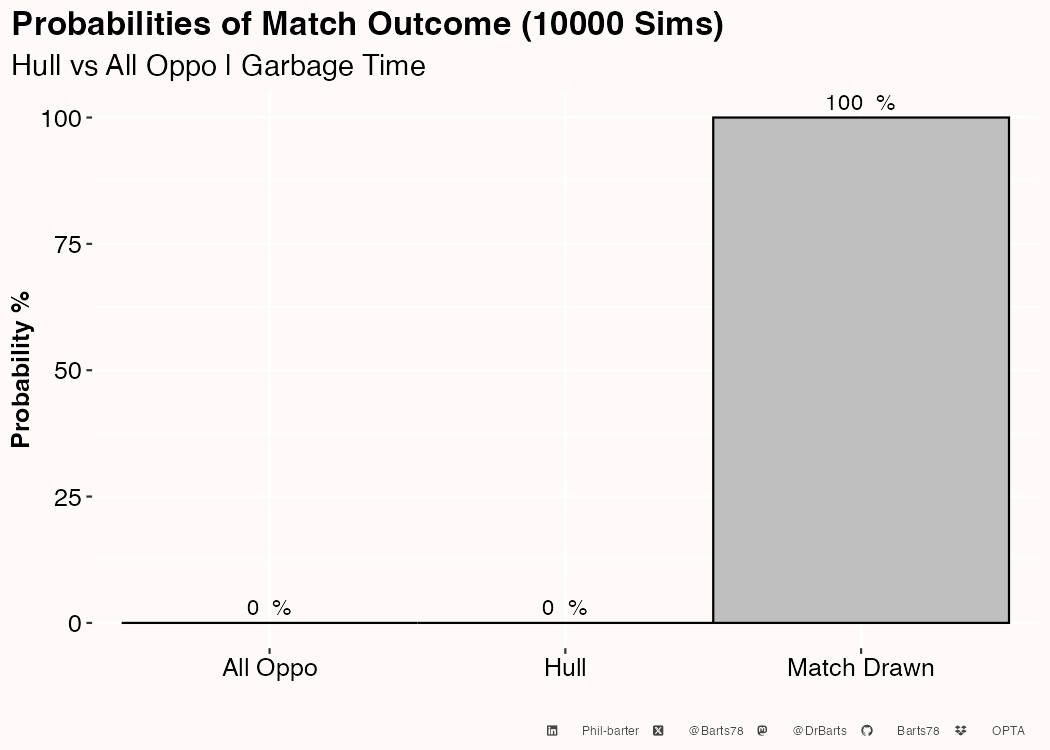 Probabilities of Match Outcome (10000 Sims)
Hull vs All Oppo | Garbage Time
100 %
100
75
Probability %
50
25
0 %
0 %
0
All Oppo
Hull
Match Drawn
Phil-barter @Barts78 @DrBarts Barts78 OPTA